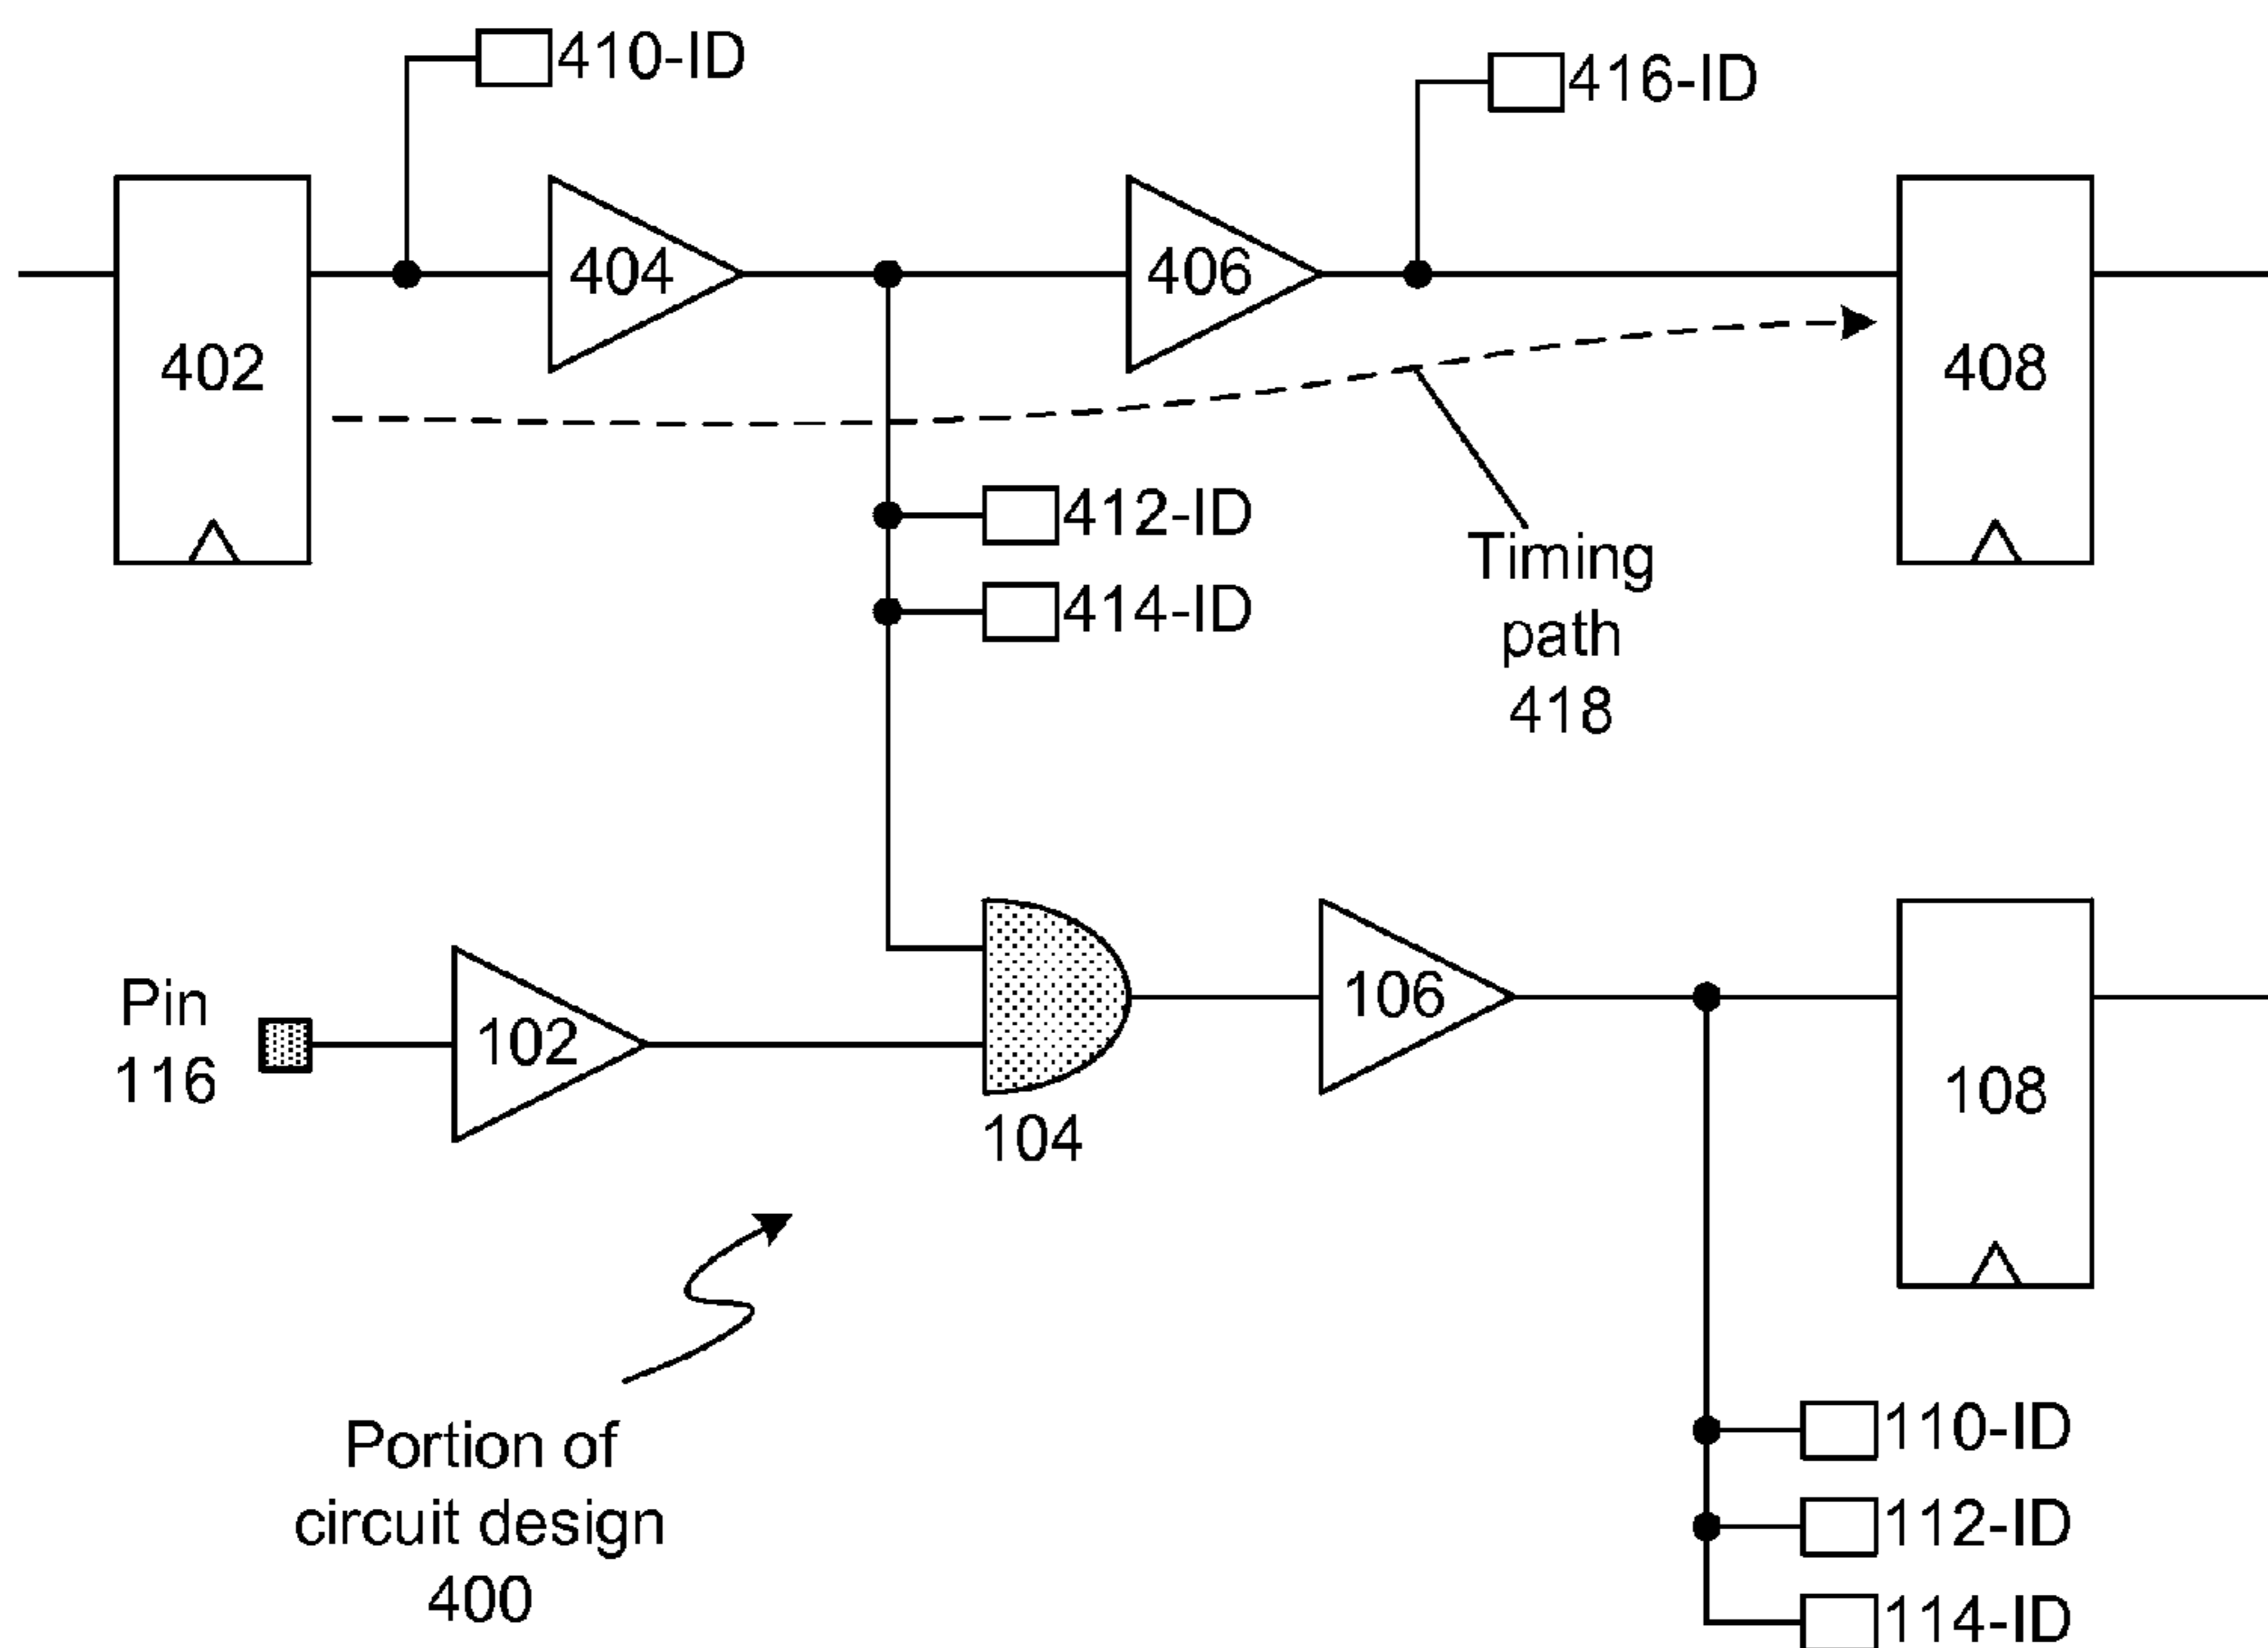 410-ID
416-ID
404
406
402
408
412-ID
Timing
path
418
414-ID
Pin
116
102
104
106
108
Portion of
circuit design
400
110-ID
112-ID
114-ID